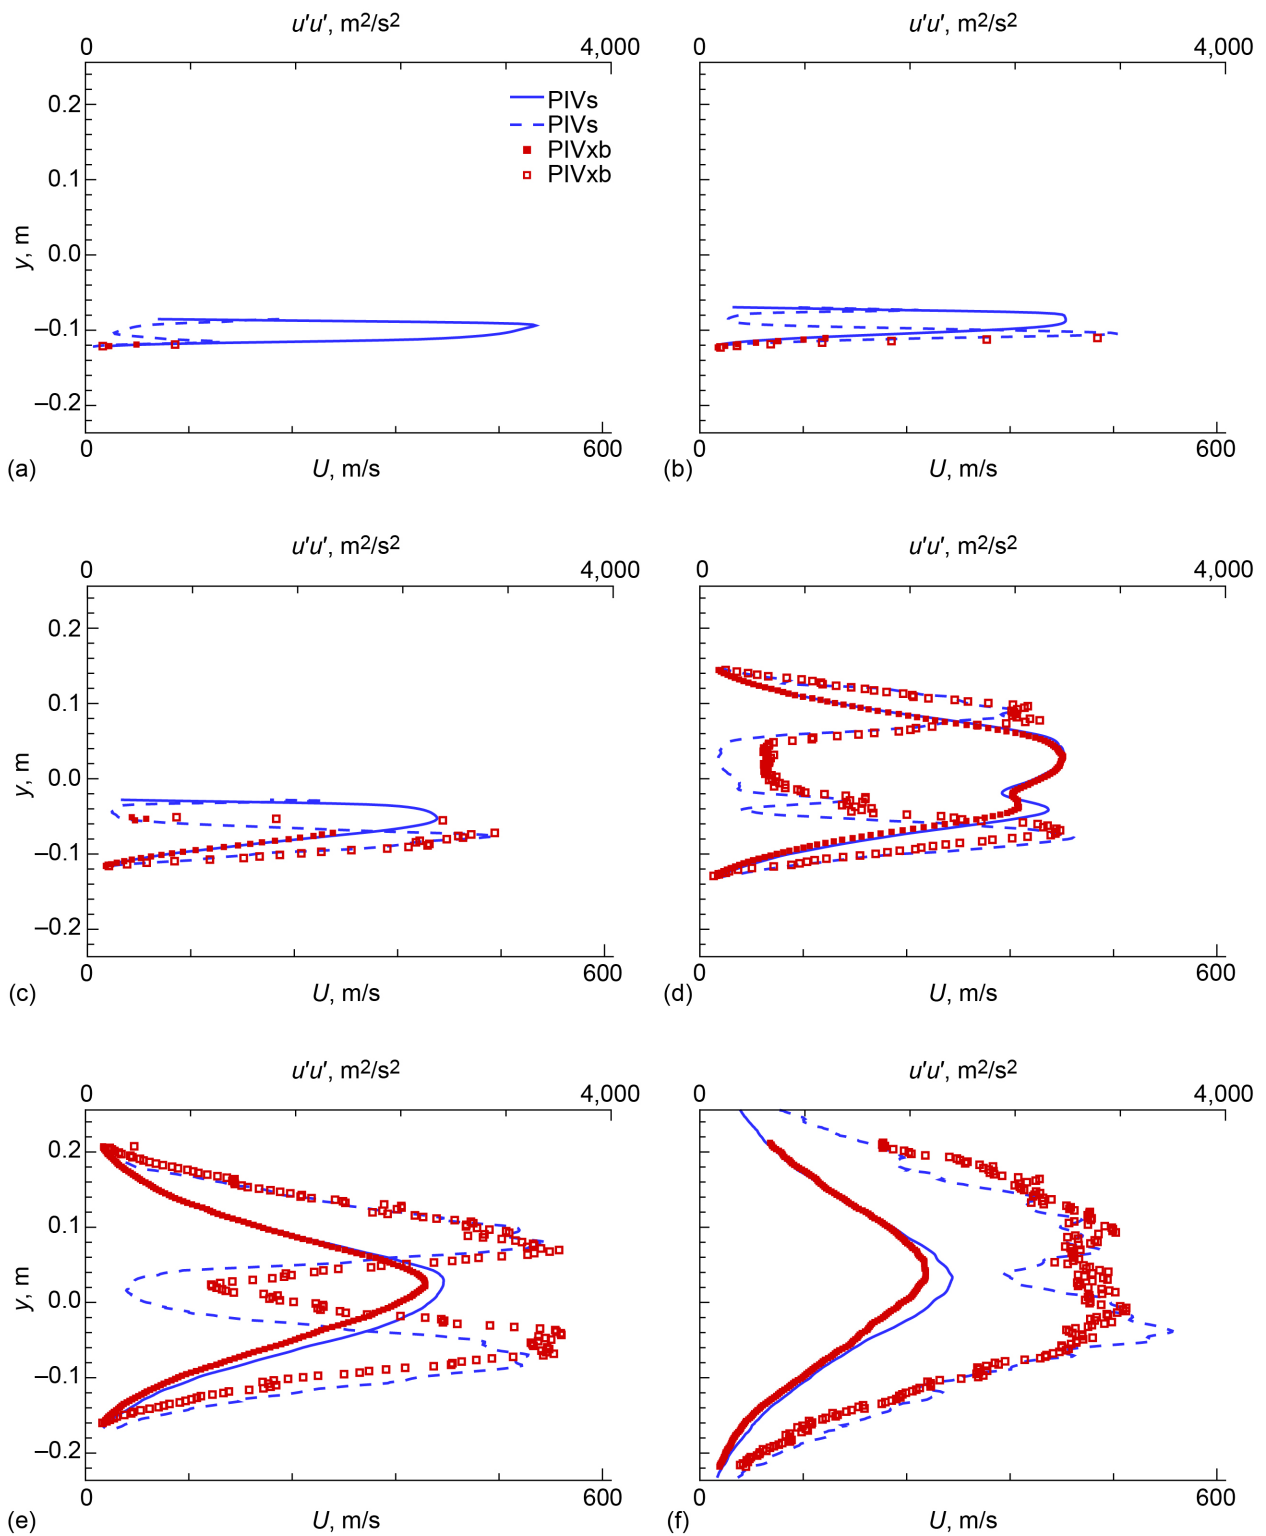 u′u′, m2/s2
0 4,000
0.2
0.1
0.0
–0.1
–0.2
y, m
PIVs
PIVs
PIVxb
PIVxb
0 600
(a) U, m/s
u′u′, m2/s2
0 4,000
0 600
(b) U, m/s
u′u′, m2/s2
0 4,000
0.2
0.1
0.0
–0.1
–0.2
y, m
0 600
(c) U, m/s
u′u′, m2/s2
0 4,000
0 600
(d) U, m/s
u′u′, m2/s2
0 4,000
0.2
0.1
0.0
–0.1
–0.2
y, m
0 600
(e) U, m/s
u′u′, m2/s2
0 4,000
0 600
(f) U, m/s